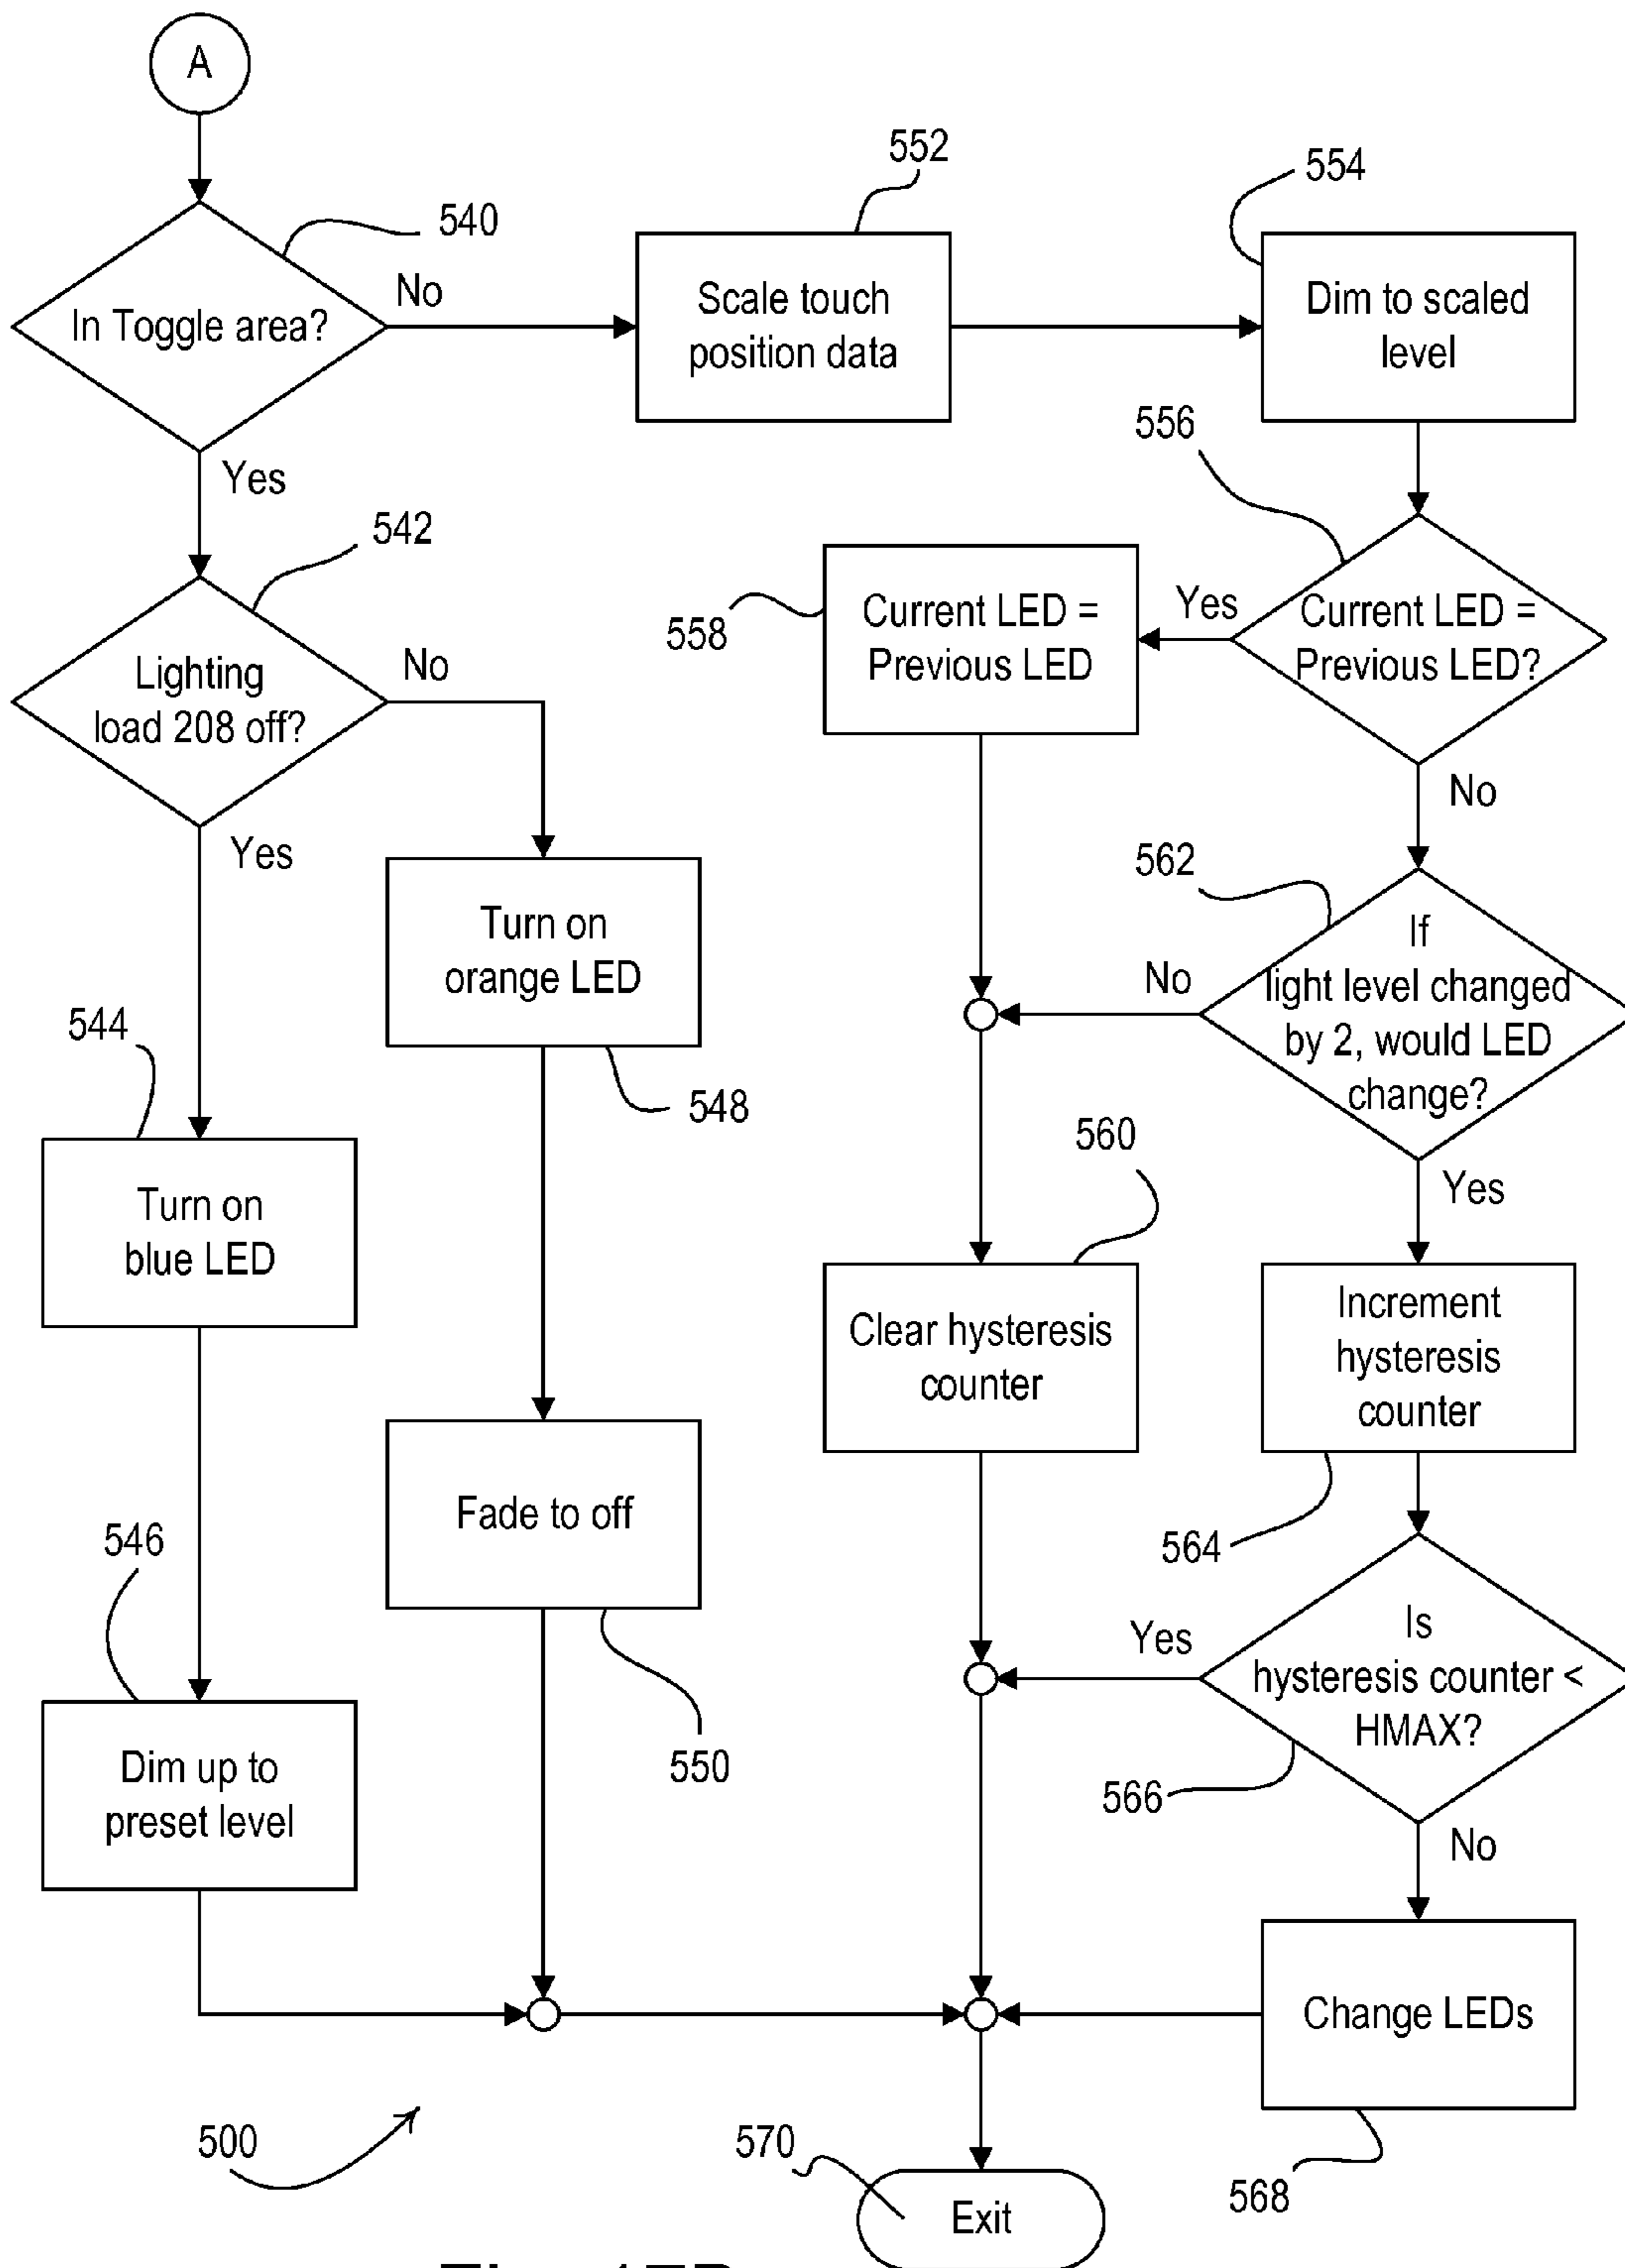 A
540
In Toggle area?
No
Yes
552
Scale touch
position data
554
Dim to scaled
level
556
Current LED =
Previous LED?
Yes
No
558
Current LED =
Previous LED
542
Lighting
load 208 off?
No
Yes
Turn on
orange LED
548
562
If
light level changed
by 2, would LED
change?
No
Yes
544
Turn on
blue LED
560
Clear hysteresis
counter
Increment
hysteresis
counter
564
Fade to off
550
546
Dim up to
preset level
Is
hysteresis counter <
HMAX?
Yes
No
566
Change LEDs
568
500
570
Exit